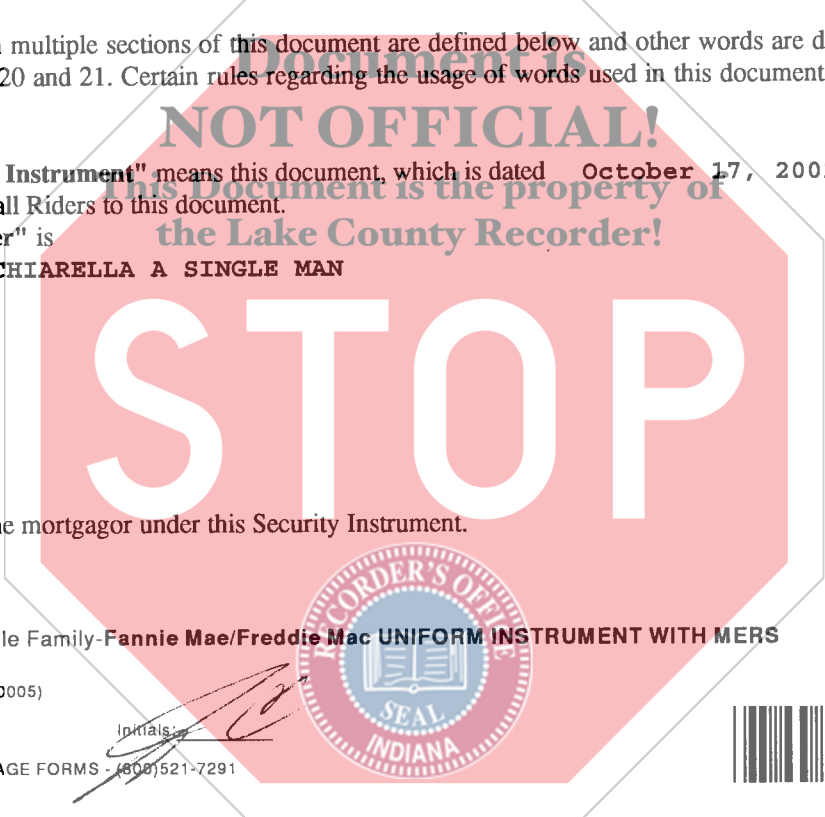 multiple sections of this document are defined below and other words are d
Document is
20 and 21. Certain rules regarding the usage of words used in this document
NOT OFFICIAL!
Instrument" means this document, which is dated October 17, 200
This Document is the property of
all Riders to this document.
er" is
the Lake County Recorder!
CHIARELLA A SINGLE MAN
STOP
e mortgagor under this Security Instrument.
RECORDER'S OFFICE
le Family-Fannie Mae/Freddie Mac UNIFORM INSTRUMENT WITH MERS
0005)
SEAL
Initials:
INDIANA
AGE FORMS - (800)521-7291